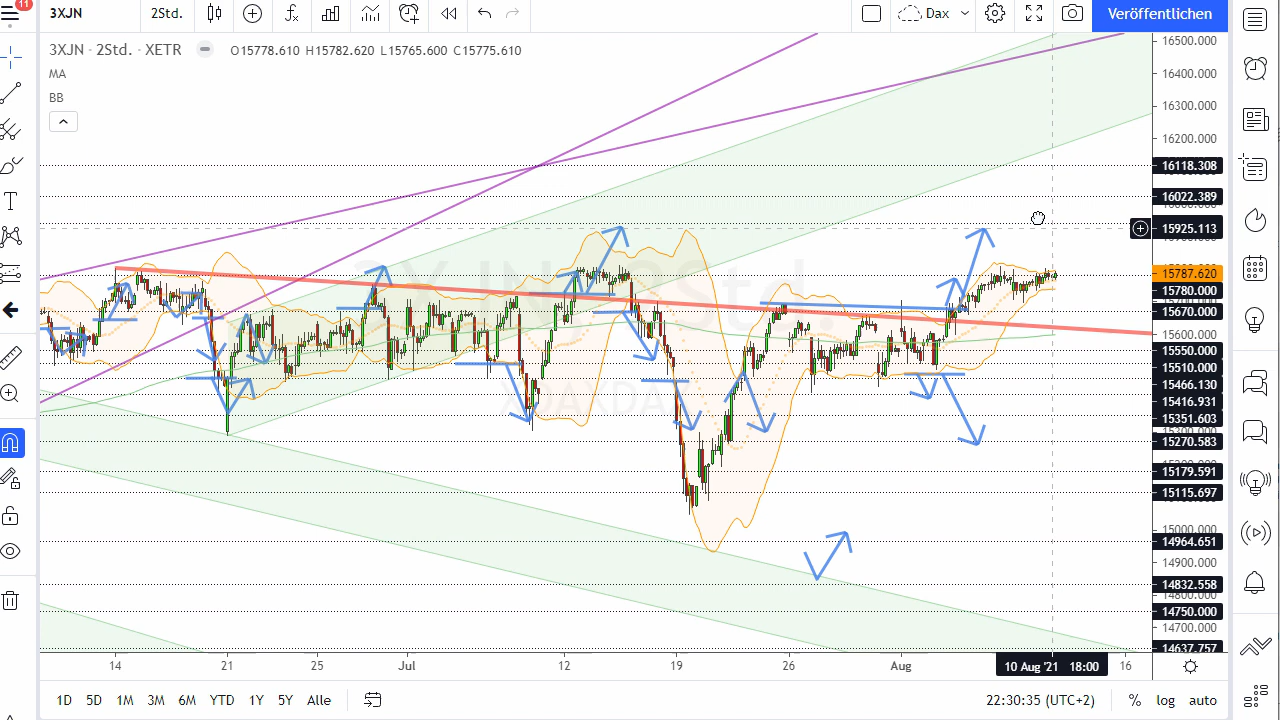 11
3XJN
2Std.
Dax
Veröffentlichen
3XJN · 2Std. · XETR
O15778.610 H15782.620 L15765.600 C15775.610
MA
BB
16500.000
16400.000
16300.000
16200.000
16118.308
16022.389
15925.113
15787.620
15780.000
15670.000
15600.000
15550.000
15510.000
15466.130
15416.931
15351.603
15270.583
15179.591
15115.697
15000.000
14964.651
14900.000
14832.558
14800.000
14750.000
14700.000
14637.757
14
21
25
Jul
12
19
26
Aug
10 Aug '21 18:00
16
1D 5D 1M 3M 6M YTD 1Y 5Y Alle
22:30:35 (UTC+2)
% log auto